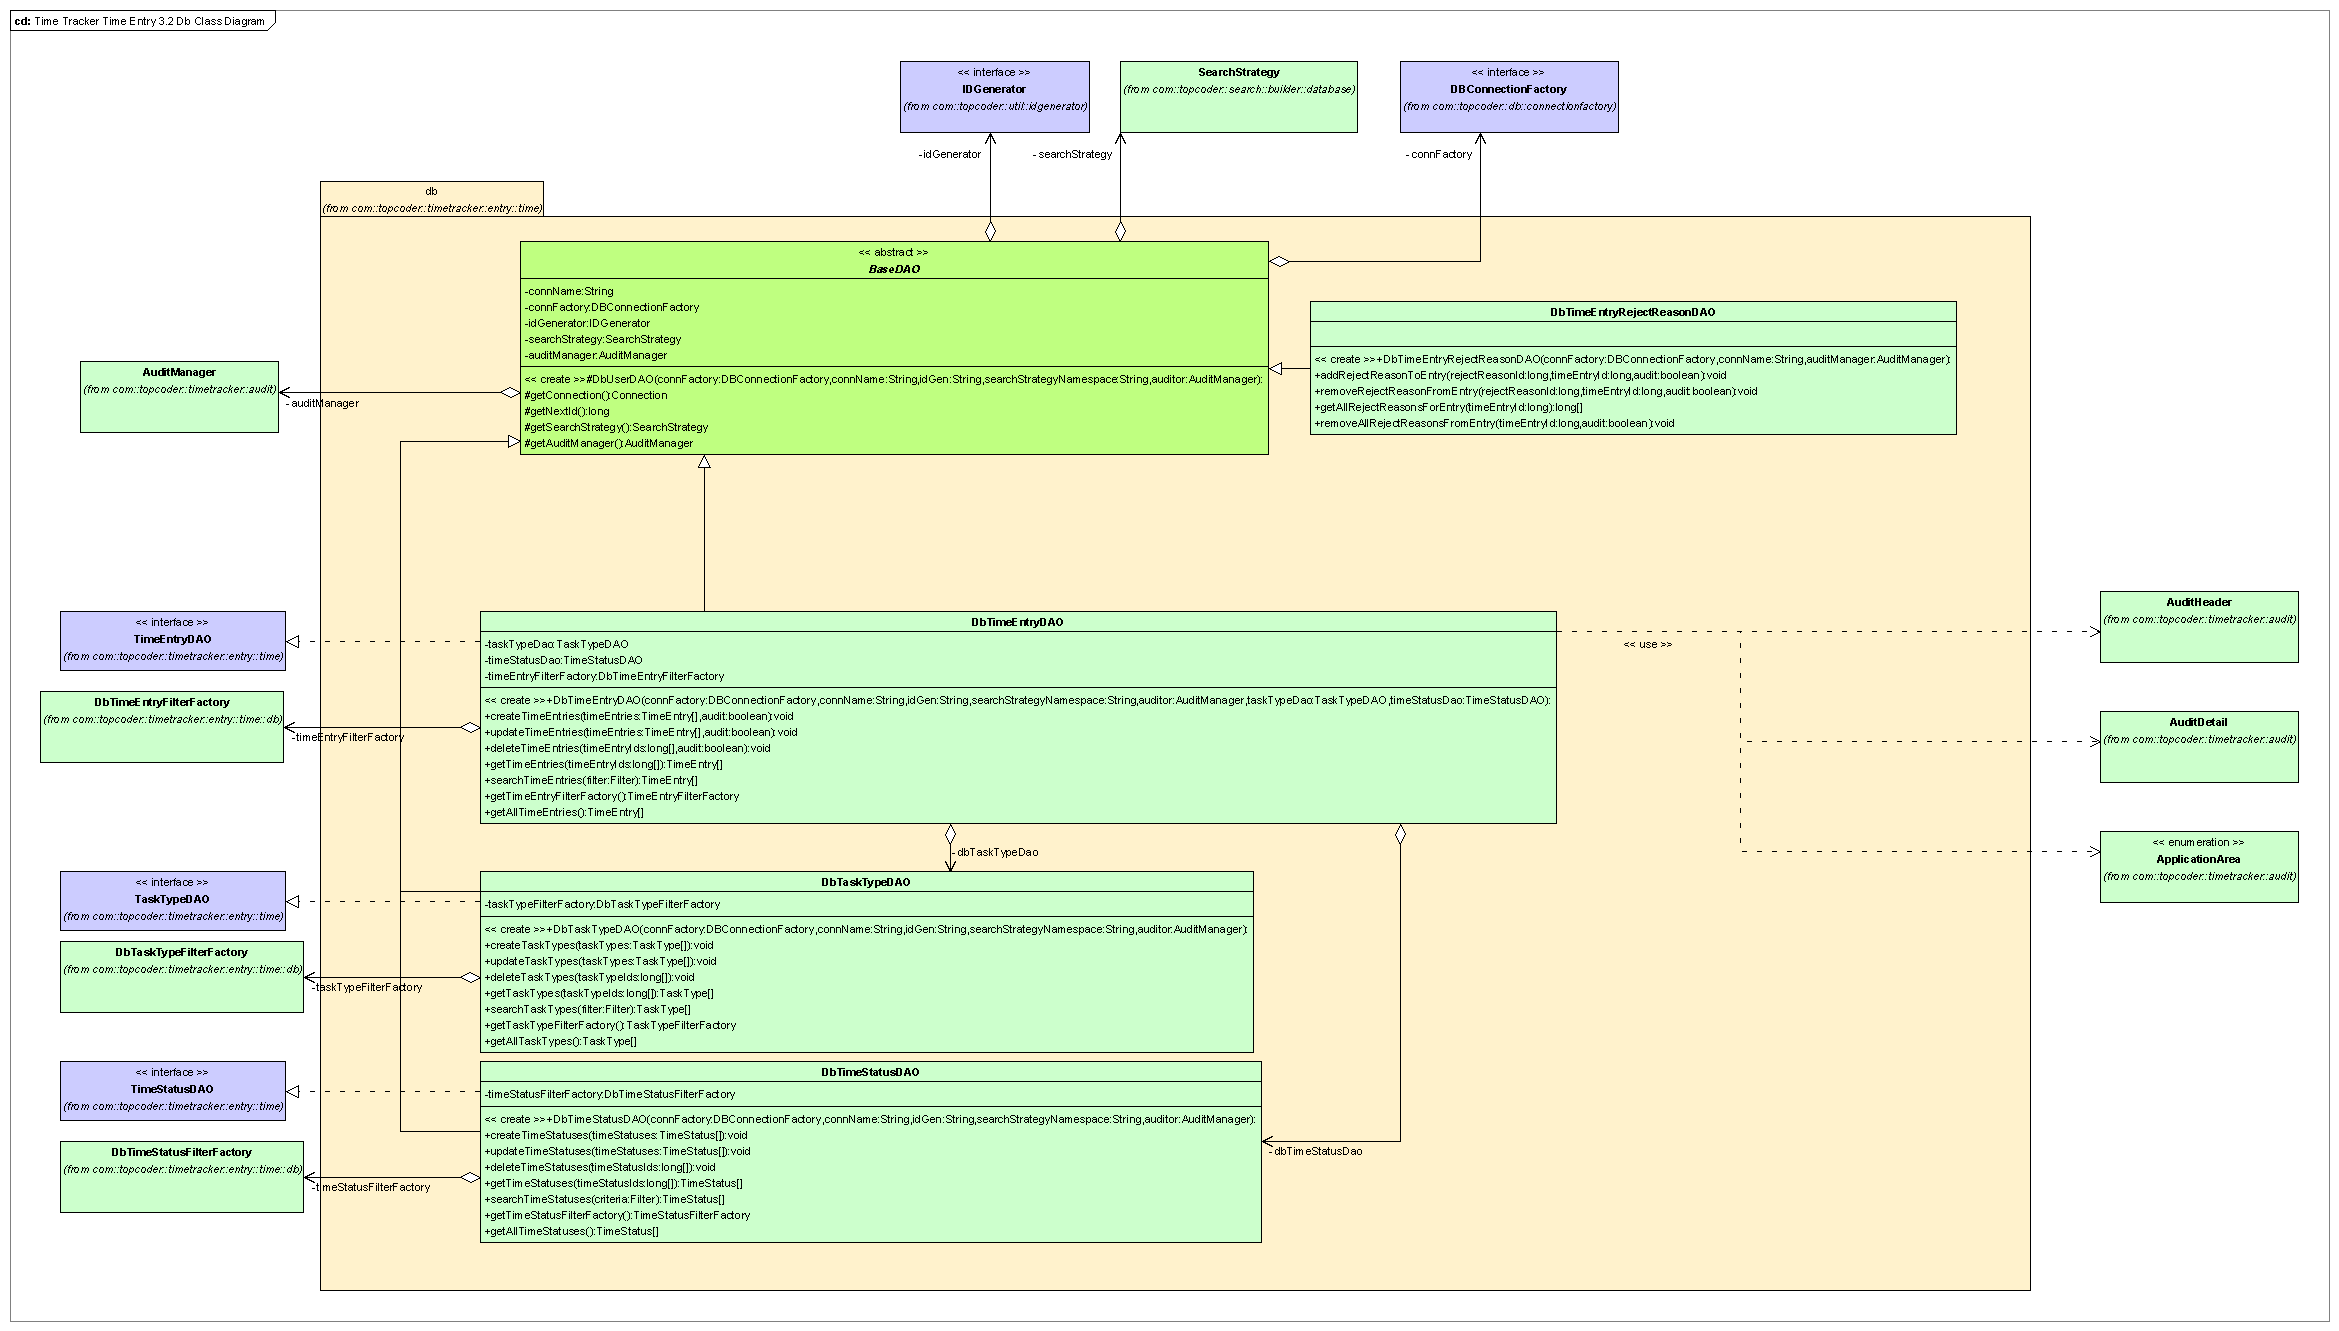 cd: Time Tracker Time Entry 3.2 Db Class Diagram
<< interface >>
IDGenerator
(from com::topcoder::util::idgenerator)
SearchStrategy
(from com::topcoder::search::builder::database)
<< interface >>
DBConnectionFactory
(from com::topcoder::db::connectionfactory)
-idGenerator
- searchStrategy
- connFactory
db
(from com::topcoder::timetracker::entry::time)
<< abstract >>
BaseDAO
-connName:String
-connFactory:DBConnectionFactory
-idGenerator:IDGenerator
-searchStrategy:SearchStrategy
-auditManager:AuditManager
<< create >>#DbUserDAO(connFactory:DBConnectionFactory,connName:String,idGen:String,searchStrategyNamespace:String,auditor:AuditManager):
#getConnection():Connection
#getNextId():long
#getSearchStrategy():SearchStrategy
#getAuditManager():AuditManager
DbTimeEntryRejectReasonDAO
<< create >>+DbTimeEntryRejectReasonDAO(connFactory:DBConnectionFactory,connName:String,auditManager:AuditManager):
+addRejectReasonToEntry(rejectReasonId:long,timeEntryId:long,audit:boolean):void
+removeRejectReasonFromEntry(rejectReasonId:long,timeEntryId:long,audit:boolean):void
+getAllRejectReasonsForEntry(timeEntryId:long):long[]
+removeAllRejectReasonsFromEntry(timeEntryId:long,audit:boolean):void
AuditManager
(from com::topcoder::timetracker::audit)
- auditManager
<< interface >>
TimeEntryDAO
(from com::topcoder::timetracker::entry::time)
DbTimeEntryFilterFactory
(from com::topcoder::timetracker::entry::time::db)
-timeEntryFilterFactory
DbTimeEntryDAO
-taskTypeDao:TaskTypeDAO
-timeStatusDao:TimeStatusDAO
-timeEntryFilterFactory:DbTimeEntryFilterFactory
<< create >>+DbTimeEntryDAO(connFactory:DBConnectionFactory,connName:String,idGen:String,searchStrategyNamespace:String,auditor:AuditManager,taskTypeDao:TaskTypeDAO,timeStatusDao:TimeStatusDAO):
+createTimeEntries(timeEntries:TimeEntry[],audit:boolean):void
+updateTimeEntries(timeEntries:TimeEntry[],audit:boolean):void
+deleteTimeEntries(timeEntryIds:long[],audit:boolean):void
+getTimeEntries(timeEntryIds:long[]):TimeEntry[]
+searchTimeEntries(filter:Filter):TimeEntry[]
+getTimeEntryFilterFactory():TimeEntryFilterFactory
+getAllTimeEntries():TimeEntry[]
<< use >>
AuditHeader
(from com::topcoder::timetracker::audit)
AuditDetail
(from com::topcoder::timetracker::audit)
<< enumeration >>
ApplicationArea
(from com::topcoder::timetracker::audit)
- dbTaskTypeDao
<< interface >>
TaskTypeDAO
(from com::topcoder::timetracker::entry::time)
DbTaskTypeFilterFactory
(from com::topcoder::timetracker::entry::time::db)
-taskTypeFilterFactory
DbTaskTypeDAO
-taskTypeFilterFactory:DbTaskTypeFilterFactory
<< create >>+DbTaskTypeDAO(connFactory:DBConnectionFactory,connName:String,idGen:String,searchStrategyNamespace:String,auditor:AuditManager):
+createTaskTypes(taskTypes:TaskType[]):void
+updateTaskTypes(taskTypes:TaskType[]):void
+deleteTaskTypes(taskTypeIds:long[]):void
+getTaskTypes(taskTypeIds:long[]):TaskType[]
+searchTaskTypes(filter:Filter):TaskType[]
+getTaskTypeFilterFactory():TaskTypeFilterFactory
+getAllTaskTypes():TaskType[]
<< interface >>
TimeStatusDAO
(from com::topcoder::timetracker::entry::time)
DbTimeStatusFilterFactory
(from com::topcoder::timetracker::entry::time::db)
-timeStatusFilterFactory
DbTimeStatusDAO
-timeStatusFilterFactory:DbTimeStatusFilterFactory
<< create >>+DbTimeStatusDAO(connFactory:DBConnectionFactory,connName:String,idGen:String,searchStrategyNamespace:String,auditor:AuditManager):
+createTimeStatuses(timeStatuses:TimeStatus[]):void
+updateTimeStatuses(timeStatuses:TimeStatus[]):void
+deleteTimeStatuses(timeStatusIds:long[]):void
+getTimeStatuses(timeStatusIds:long[]):TimeStatus[]
+searchTimeStatuses(criteria:Filter):TimeStatus[]
+getTimeStatusFilterFactory():TimeStatusFilterFactory
+getAllTimeStatuses():TimeStatus[]
- dbTimeStatusDao